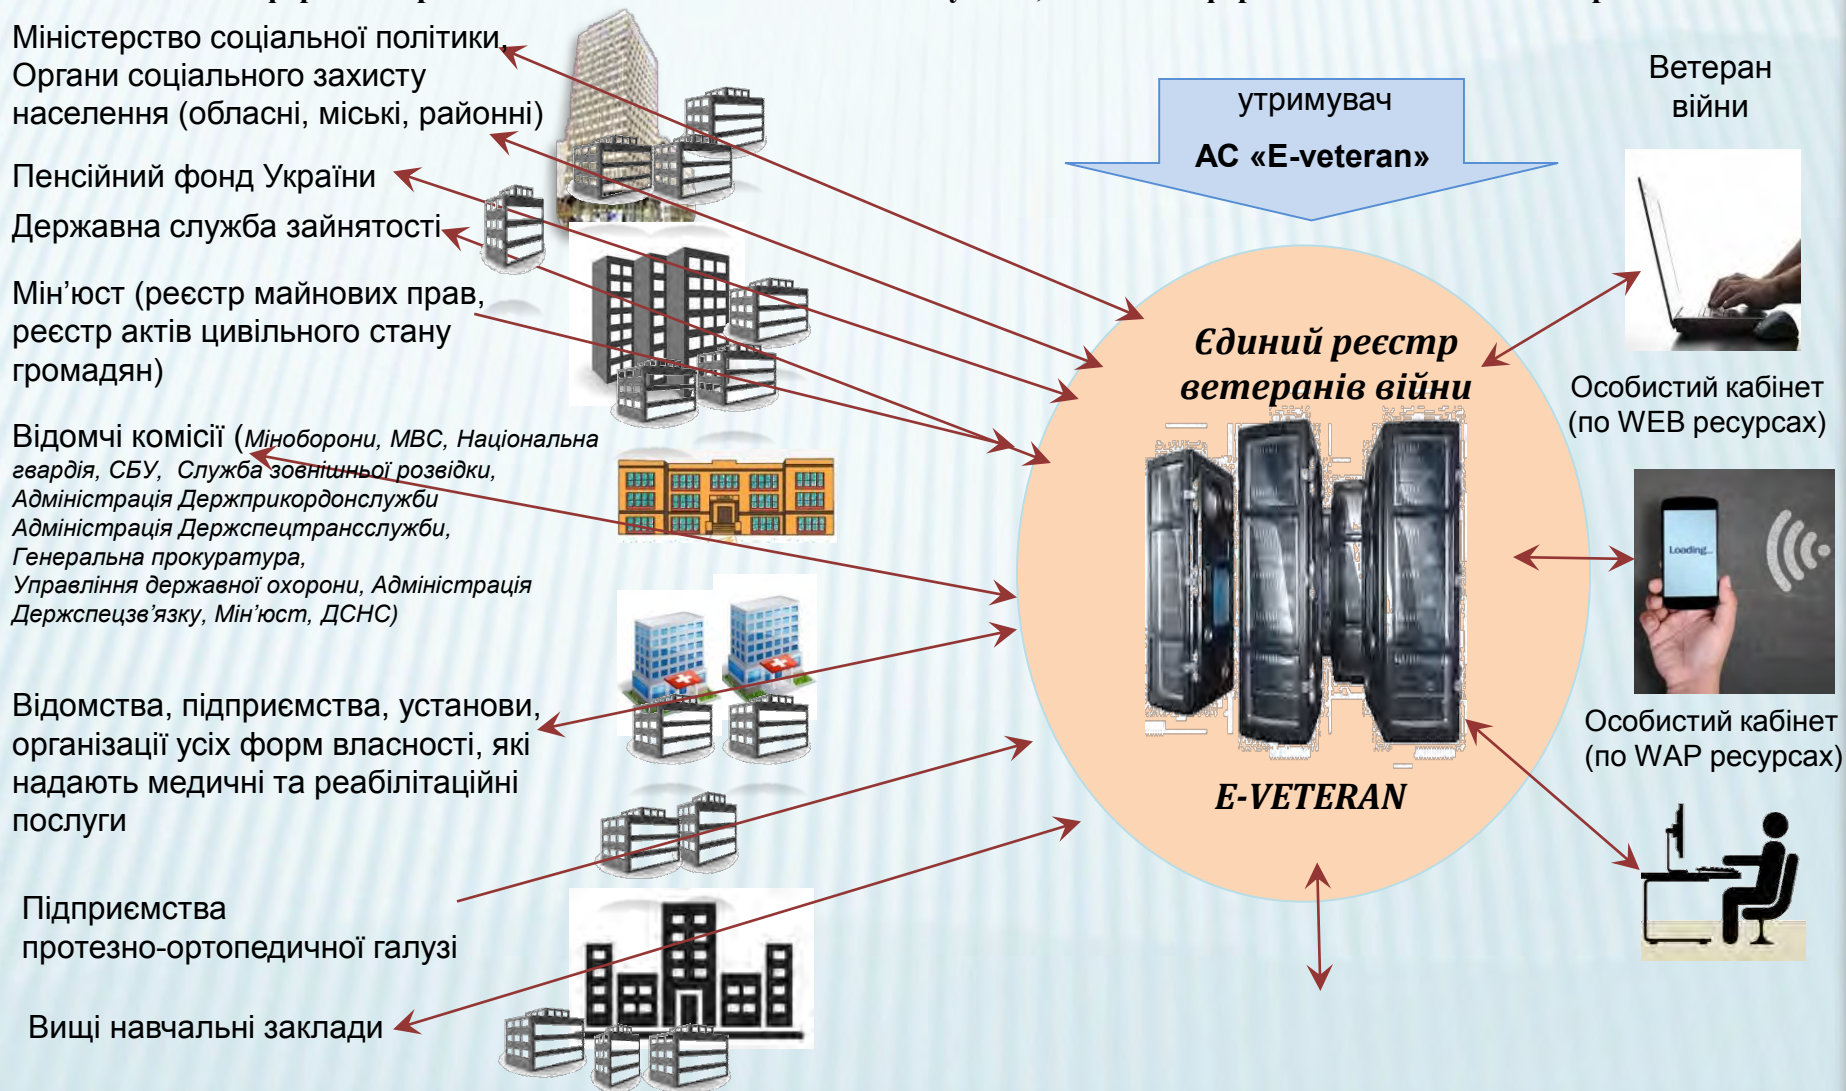 Міністерство соціальної політики,
Органи соціального захисту
населення (обласні, міські, районні)
Пенсійний фонд України
Державна служба зайнятості
Мін’юст (реєстр майнових прав,
реєстр актів цивільного стану
громадян)
Відомчі комісії (Міноборони, МВС, Національна
гвардія, СБУ, Служба зовнішньої розвідки,
Адміністрація Держприкордонслужби
Адміністрація Держспецтрансслужби,
Генеральна прокуратура,
Управління державної охорони, Адміністрація
Держспецзв’язку, Мін’юст, ДСНС)
Відомства, підприємства, установи,
організації усіх форм власності, які
надають медичні та реабілітаційні
послуги
Підприємства
протезно-ортопедичної галузі
Вищі навчальні заклади
утримувач
АС «E-veteran»
Єдиний реєстр
ветеранів війни
E-VETERAN
Ветеран
війни
Особистий кабінет
(по WEB ресурсах)
Loading...
Особистий кабінет
(по WAP ресурсах)